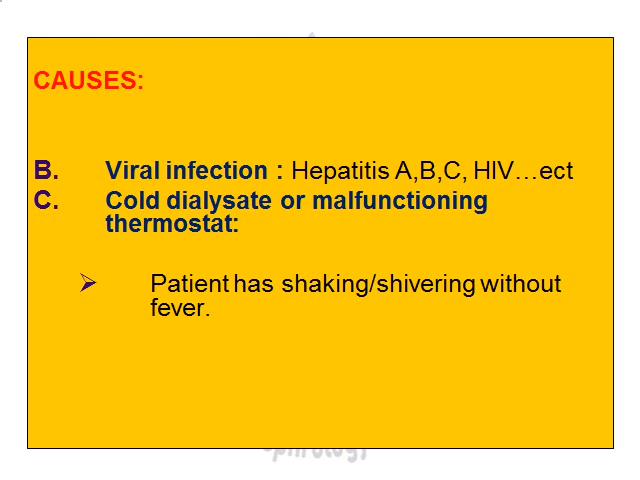 CAUSES:
B. Viral infection : Hepatitis A,B,C, HIV…ect
C. Cold dialysate or malfunctioning
thermostat:
➢ Patient has shaking/shivering without
fever.